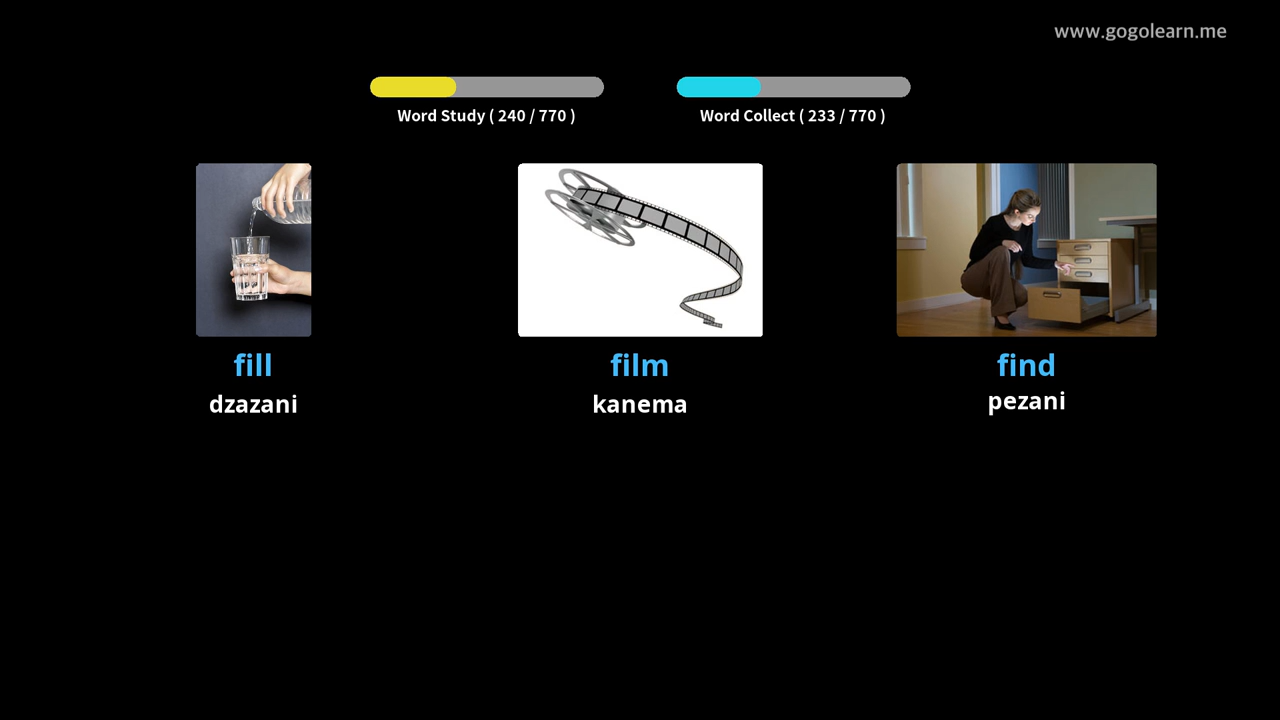 www.gogolearn.me
Word Study ( 240 / 770 )
Word Collect ( 233 / 770 )
fill
dzazani
film
kanema
find
pezani